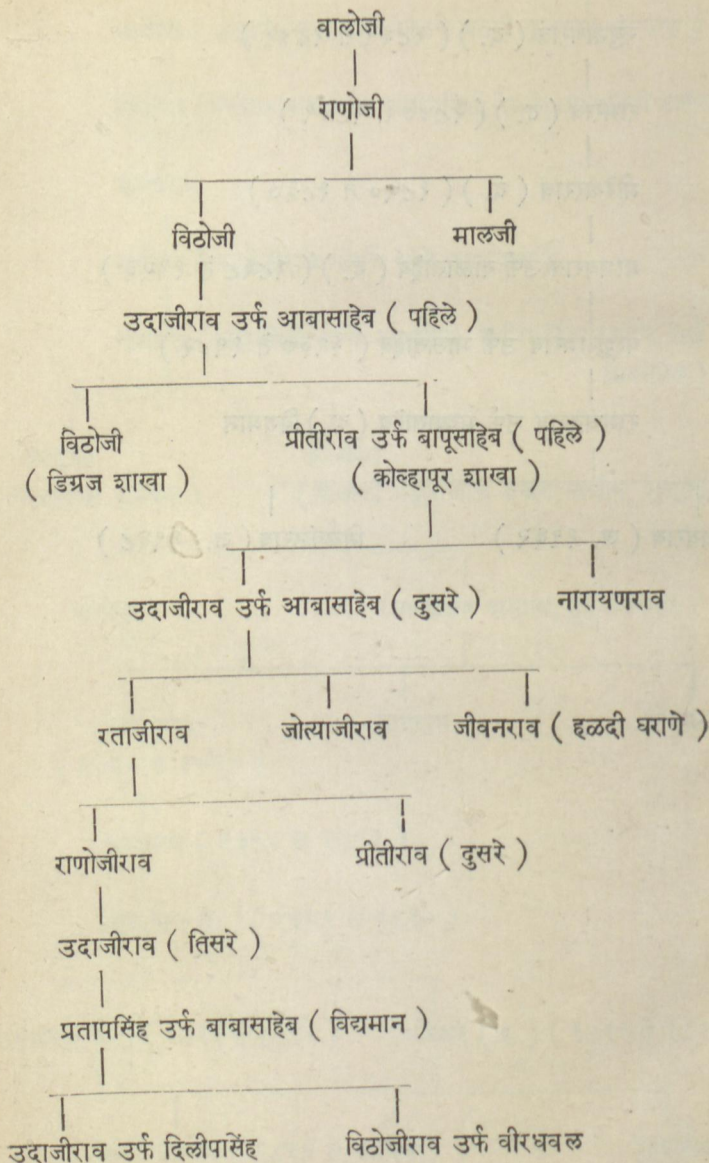 वालोजी
राणोजी
विठोजी मालजी
उदाजीराव उर्फ आबासाहेब ( पहिले )
विठोजी प्रीतीराव उर्फ बापूसाहेब ( पहिले )
( डिग्रज शाखा ) ( कोल्हापूर शाखा )
उदाजीराव उर्फ आबासाहेब ( दुसरे ) नारायणराव
रताजीराव जोत्याजीराव जीवनराव ( हळदी घराणे )
राणोजीराव प्रीतीराव ( दुसरे )
उदाजीराव ( तिसरे )
प्रतापसिंह उर्फ बाबासाहेब ( विद्यमान )
उदाजीराव उर्फ दिलीपासेंह विठोजीराव उर्फ वीरधवल